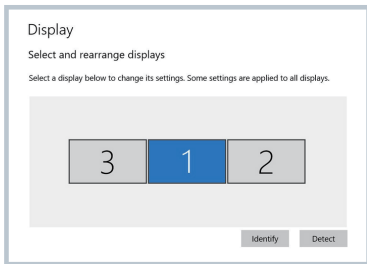 Display
Select and rearrange displays
Select a display below to change its settings. Some settings are applied to all displays.
3 1 2
Identify Detect